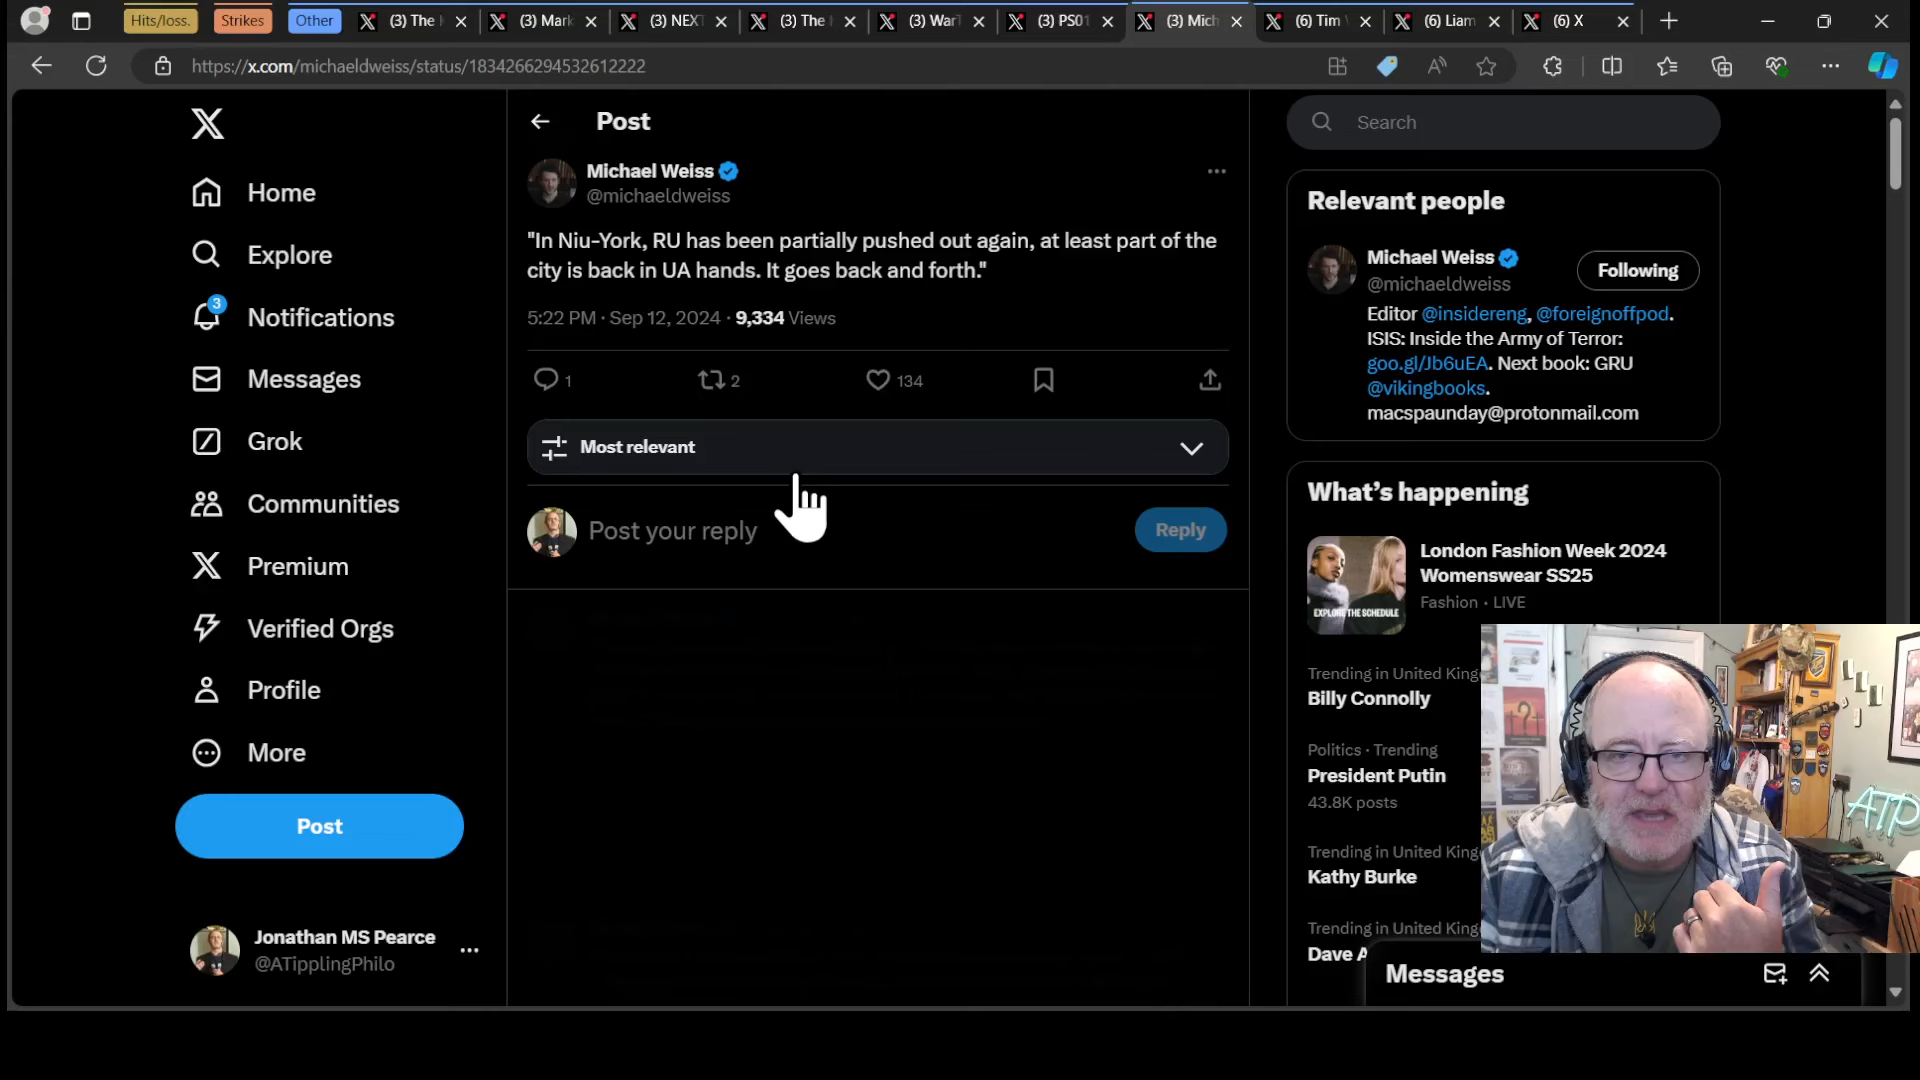 Hits/loss.
Strikes
Other
(3) The
(3) Mark
(3) NEXT
(3) The
(3) WarT
(3) PS01
(3) Mich
(6) Tim
(6) Liam
(6) X
https://x.com/michaeldweiss/status/1834266294532612222
Home
Explore
3
Notifications
Messages
Grok
Communities
Premium
Verified Orgs
Profile
More
Post
Jonathan MS Pearce
@ATipplingPhilo
Post
Michael Weiss
@michaeldweiss
"In Niu-York, RU has been partially pushed out again, at least part of the
city is back in UA hands. It goes back and forth."
5:22 PM · Sep 12, 2024 · 9,334 Views
1
2
134
Most relevant
Post your reply
Reply
Search
Relevant people
Michael Weiss
@michaeldweiss
Following
Editor @insidereng, @foreignoffpod.
ISIS: Inside the Army of Terror:
goo.gl/Jb6uEA. Next book: GRU
@vikingbooks.
macspaunday@protonmail.com
What's happening
London Fashion Week 2024
Womenswear SS25
Fashion · LIVE
EXPLORE THE SCHEDULE
Trending in United King
Billy Connolly
Politics · Trending
President Putin
43.8K posts
Trending in United King
Kathy Burke
Trending in United King
Dave A
ATP
Messages